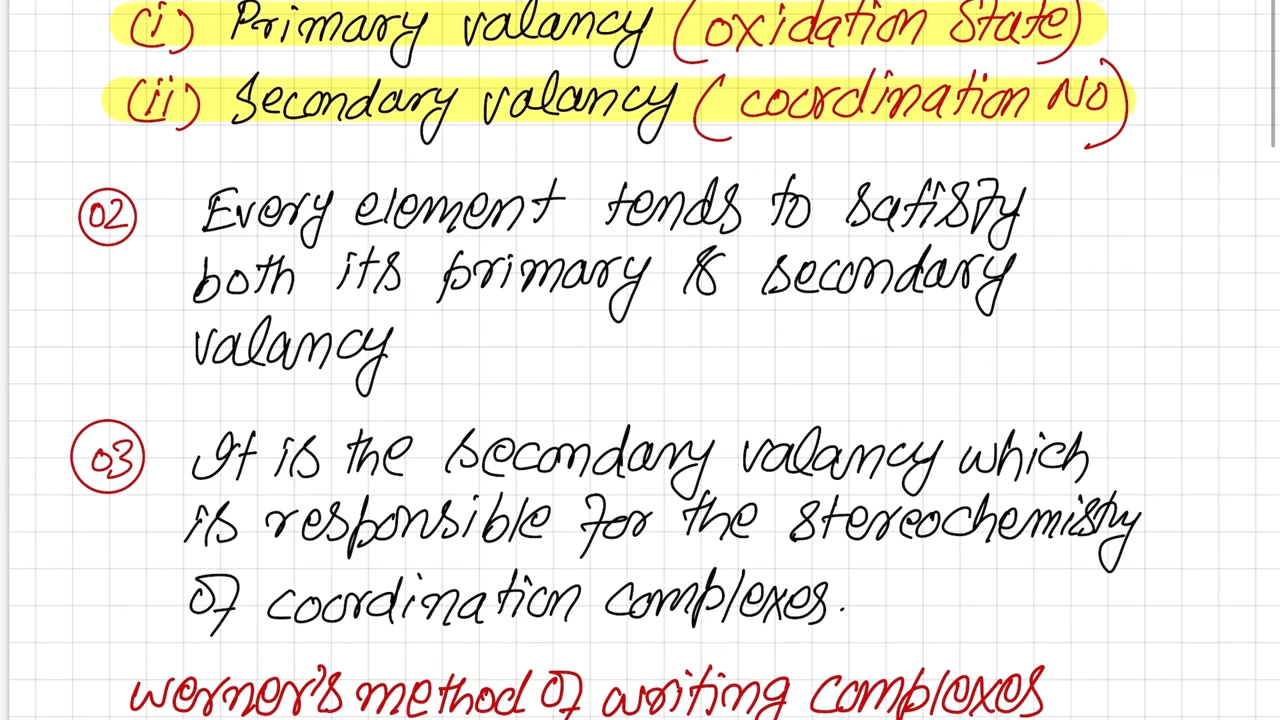 (i) Primary valancy (oxidation State)
(ii) Secondary valancy (coordination No)
02 Every element tends to satisfy
both its primary & secondary
valancy
03 It is the secondary valancy which
is responsible for the stereochemistry
of coordination complexes.
werner's method of writing complexes